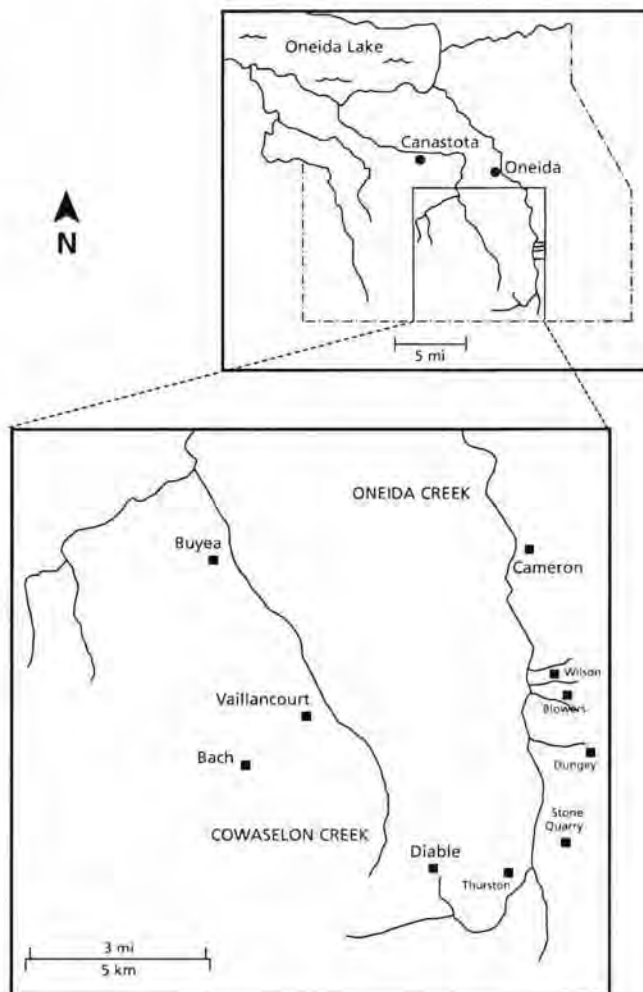 Oneida Lake
Canastota
Oneida
N
5 mi
ONEIDA CREEK
Buyea
Cameron
Wilson
Blowers
Vaillancourt
Dungey
Bach
Stone
Quarry
COWASELON CREEK
Diable
Thurston
3 mi
5 km